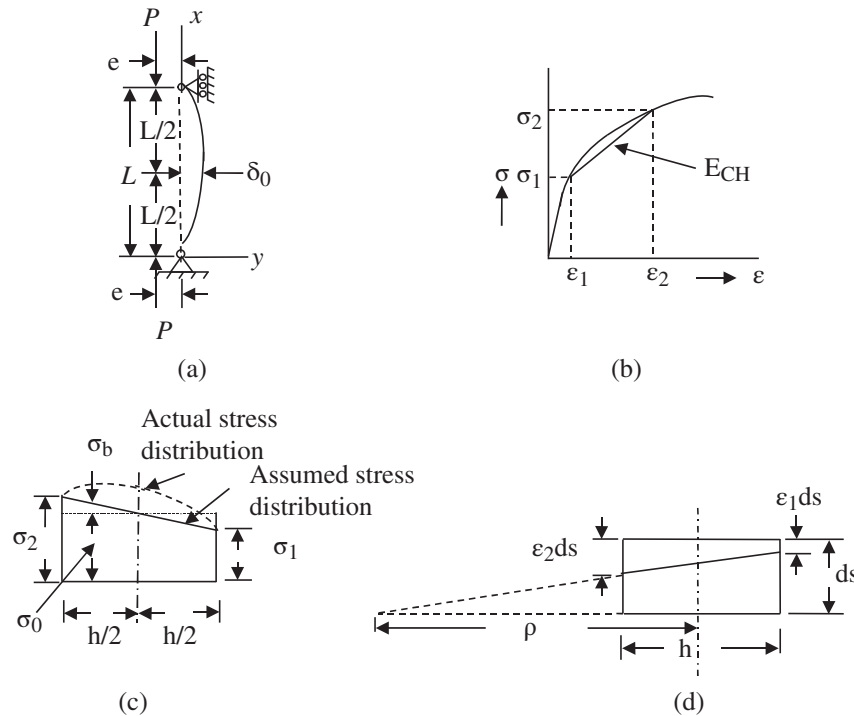 P
x
e
L/2
L
δ0
L/2
y
e
P
(a)
σ2
σ
σ1
ECH
ε1
ε2
ε
(b)
Actual stress
distribution
σb
Assumed stress
distribution
σ2
σ1
σ0
h/2
h/2
(c)
ε1ds
ε2ds
ds
ρ
h
(d)